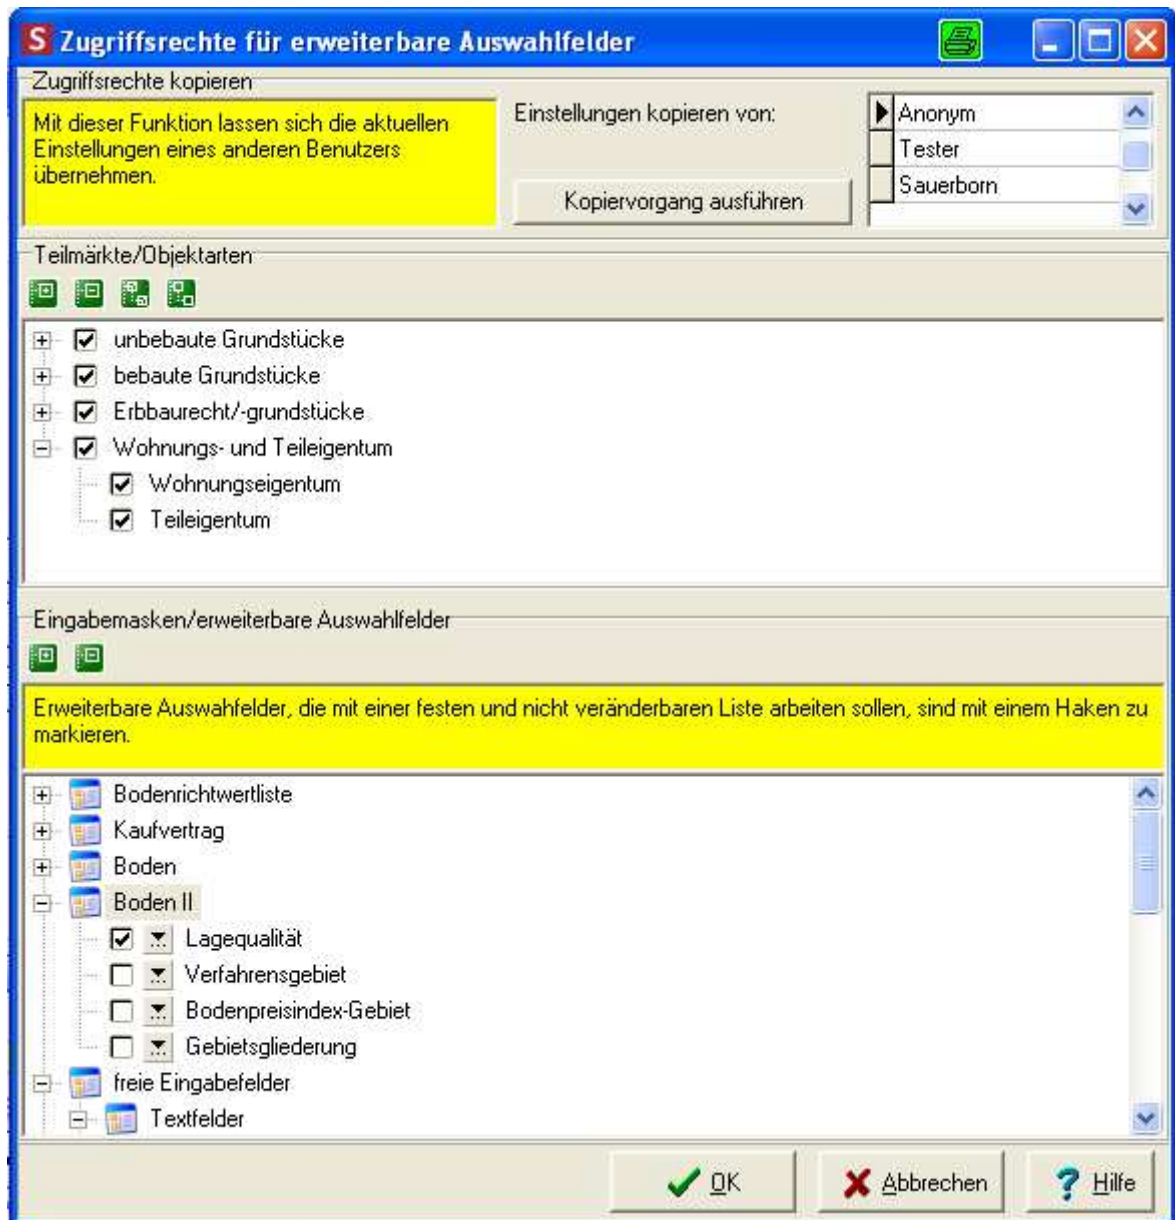 S Zugriffsrechte für erweiterbare Auswahlfelder
Zugriffsrechte kopieren
Mit dieser Funktion lassen sich die aktuellen
Einstellungen eines anderen Benutzers
übernehmen.
Einstellungen kopieren von:
Kopiervorgang ausführen
Anonym
Tester
Sauerborn
Teilmärkte/Objektarten
unbebaute Grundstücke
bebaute Grundstücke
Erbbaurecht/-grundstücke
Wohnungs- und Teileigentum
Wohnungseigentum
Teileigentum
Eingabemasken/erweiterbare Auswahlfelder
Erweiterbare Auswahfelder, die mit einer festen und nicht veränderbaren Liste arbeiten sollen, sind mit einem Haken zu
markieren.
Bodenrichtwertliste
Kaufvertrag
Boden
Boden II
Lagequalität
Verfahrensgebiet
Bodenpreisindex-Gebiet
Gebietsgliederung
freie Eingabefelder
Textfelder
OK
Abbrechen
? Hilfe